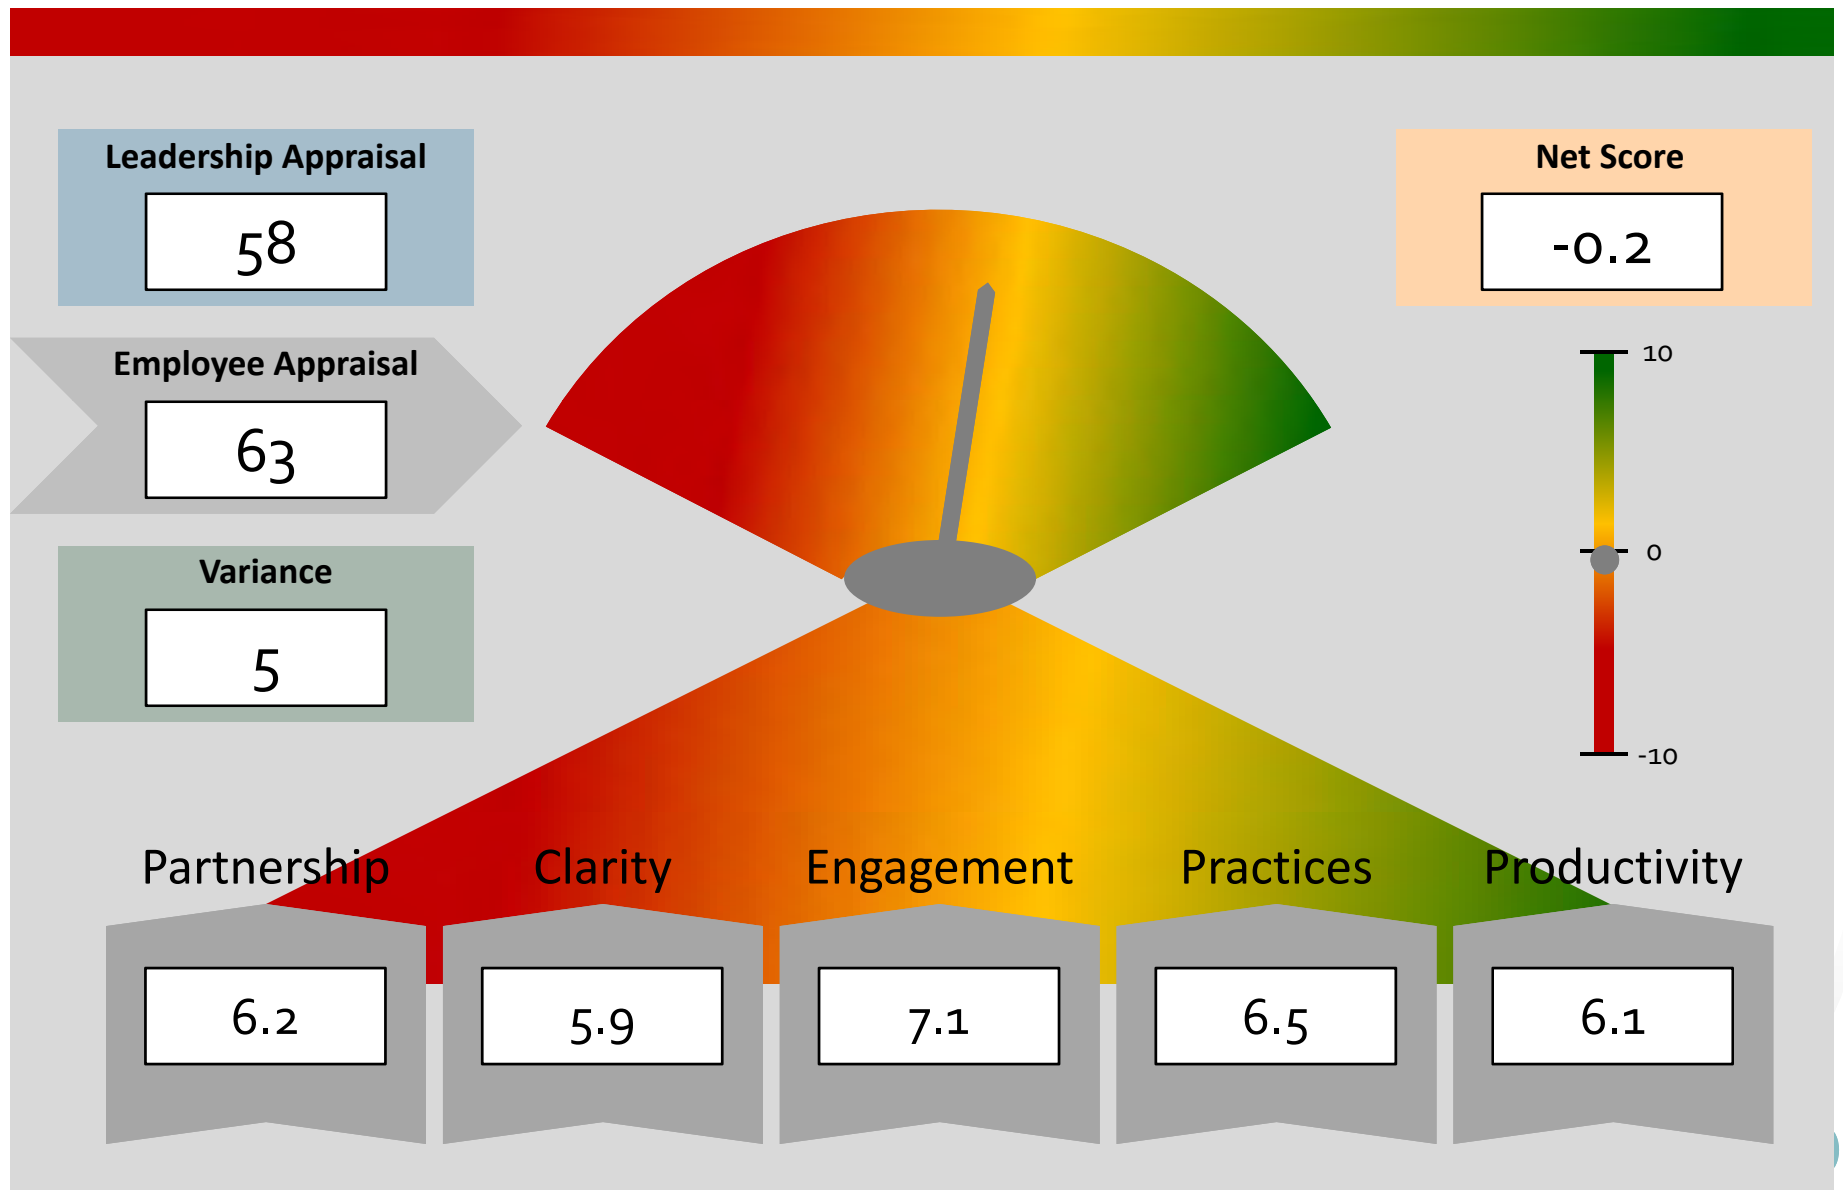 Leadership Appraisal
58
Employee Appraisal
63
Variance
5
Net Score
-0.2
10
0
-10
Partnership
Clarity
Engagement
Practices
Productivity
6.2
5.9
7.1
6.5
6.1